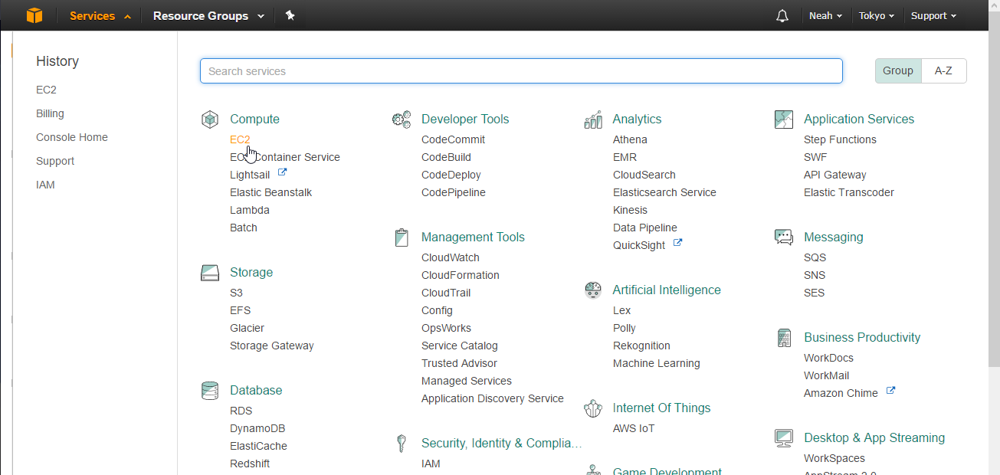 Services
Resource Groups
Neah
Tokyo
Support
History
EC2
Billing
Console Home
Support
IAM
Search services
Group
A-Z
Compute
EC2
EC2 Container Service
Lightsail
Elastic Beanstalk
Lambda
Batch
Storage
S3
EFS
Glacier
Storage Gateway
Database
RDS
DynamoDB
ElastiCache
Redshift
Developer Tools
CodeCommit
CodeBuild
CodeDeploy
CodePipeline
Management Tools
CloudWatch
CloudFormation
CloudTrail
Config
OpsWorks
Service Catalog
Trusted Advisor
Managed Services
Application Discovery Service
Security, Identity & Complia...
IAM
Analytics
Athena
EMR
CloudSearch
Elasticsearch Service
Kinesis
Data Pipeline
QuickSight
Artificial Intelligence
Lex
Polly
Rekognition
Machine Learning
Internet Of Things
AWS IoT
Game Development
Application Services
Step Functions
SWF
API Gateway
Elastic Transcoder
Messaging
SQS
SNS
SES
Business Productivity
WorkDocs
WorkMail
Amazon Chime
Desktop & App Streaming
WorkSpaces
AppStream 2.0